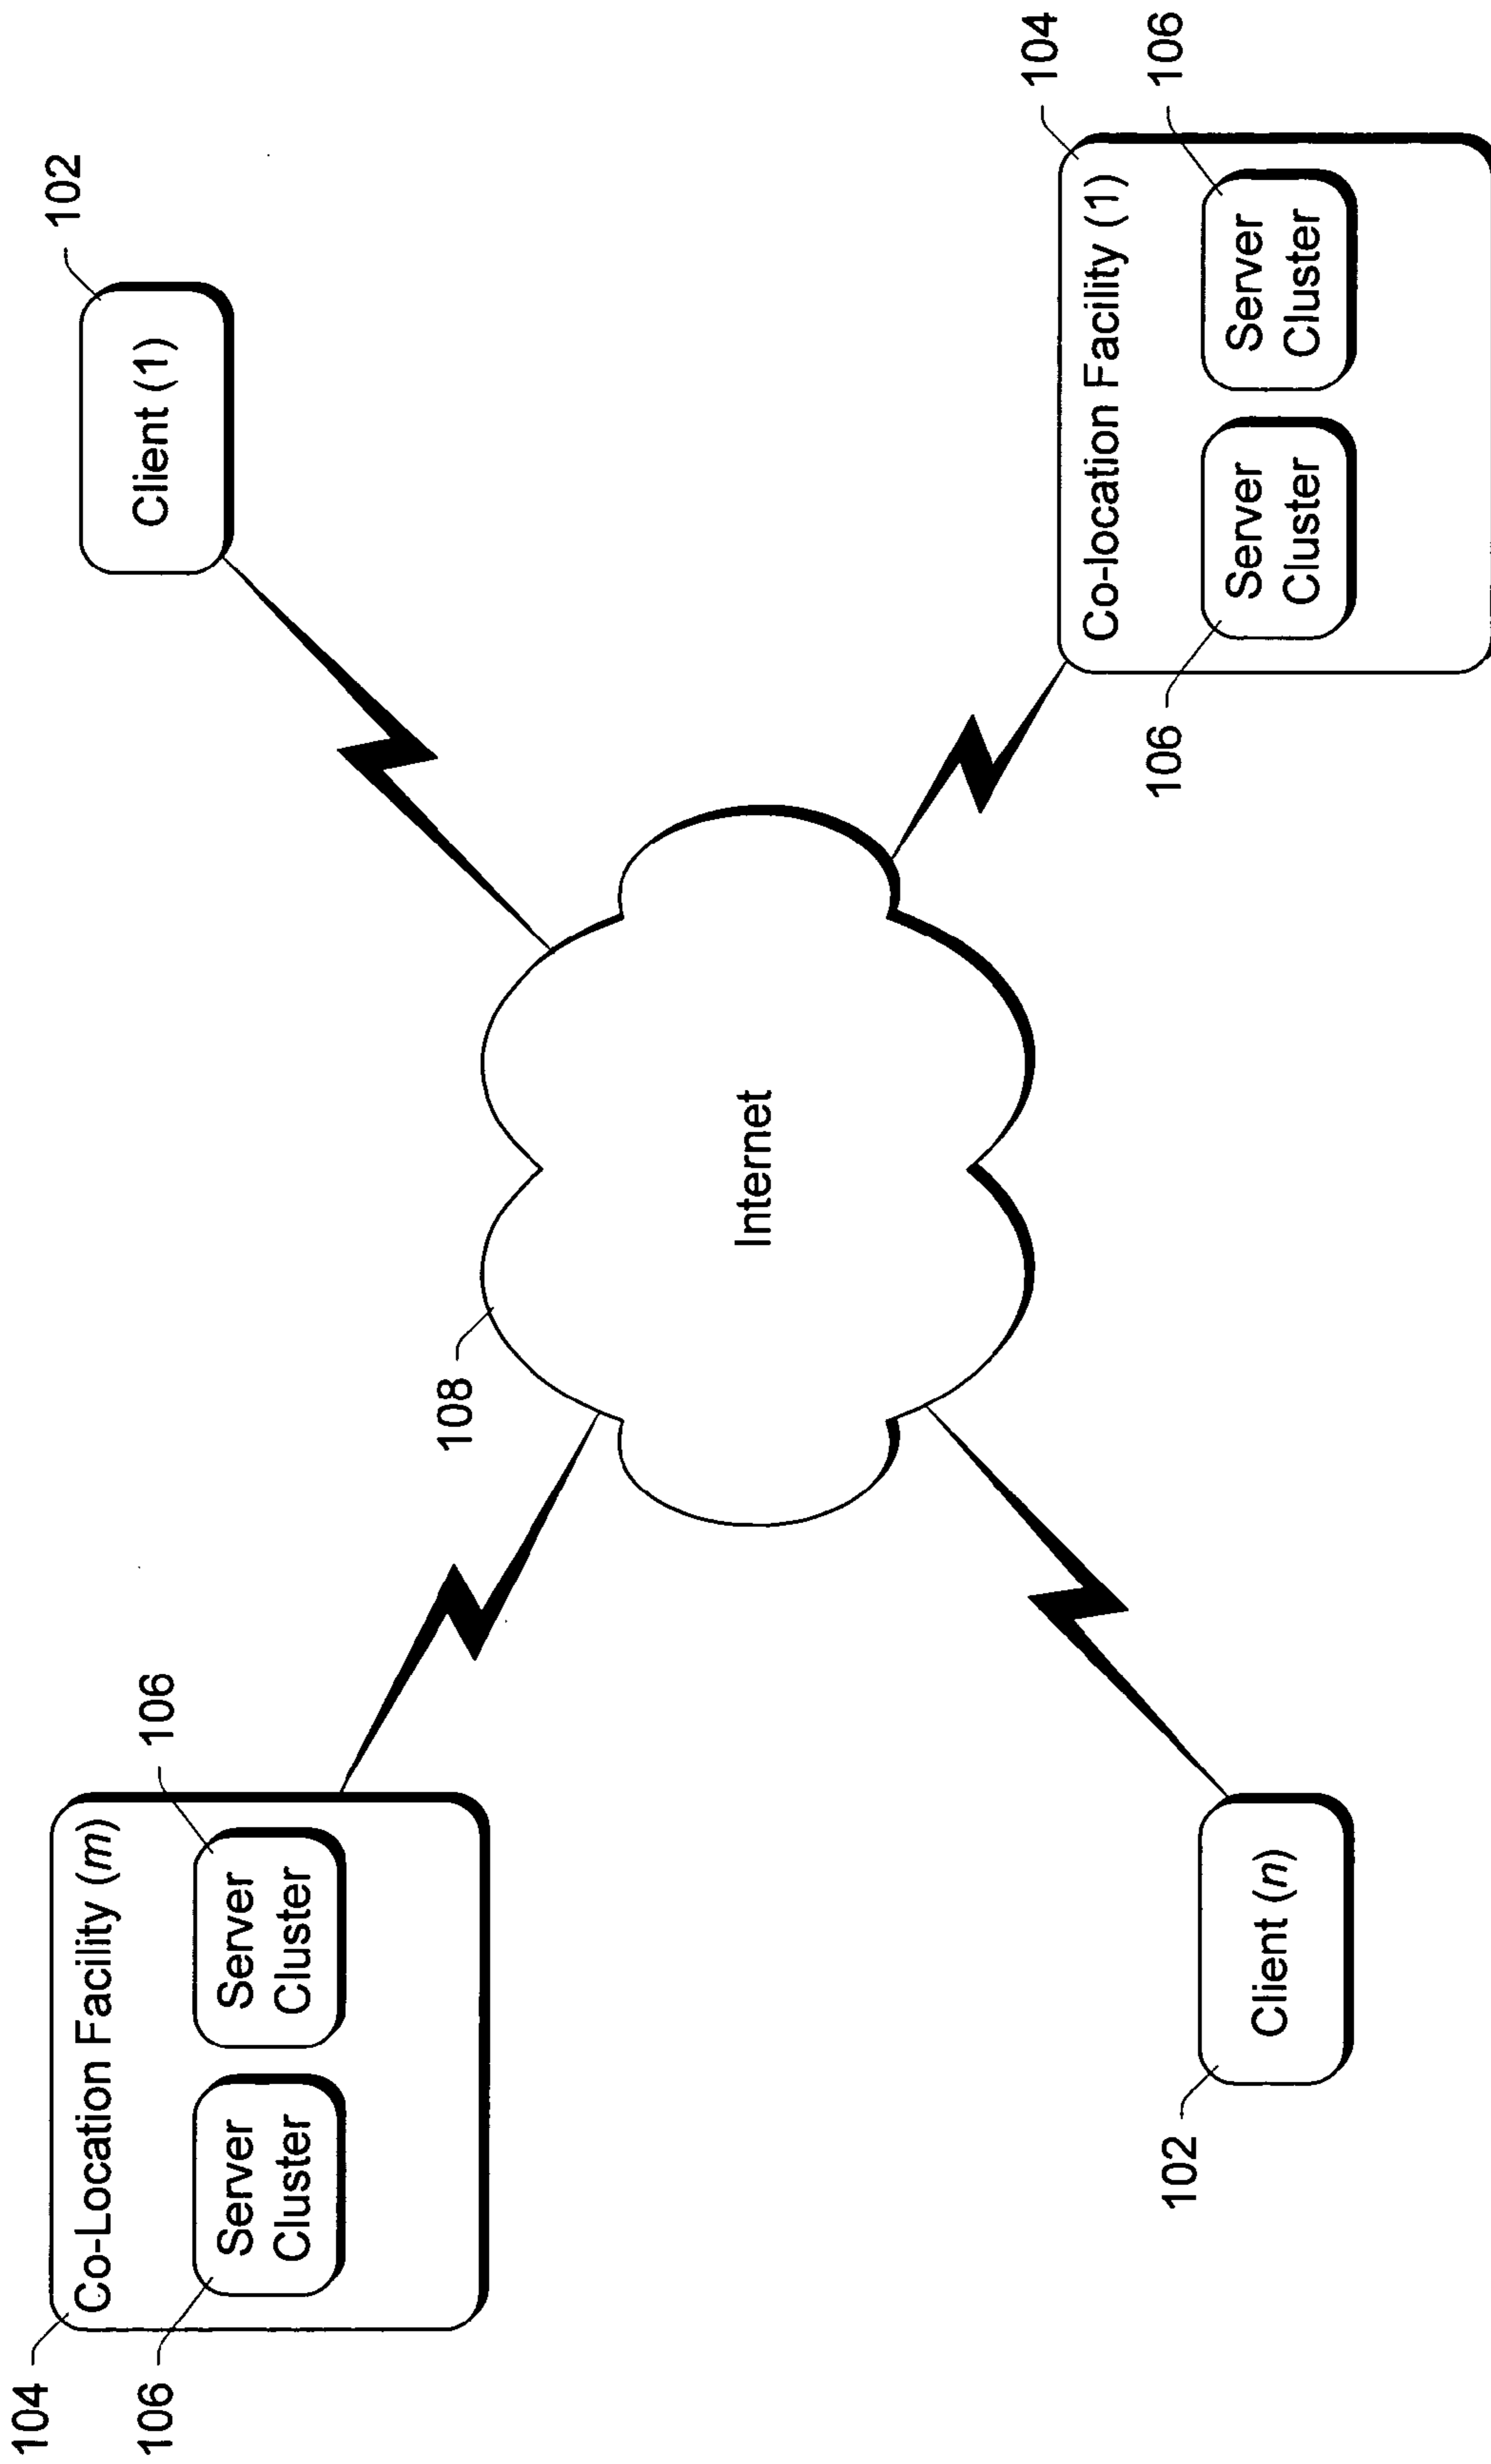 104
Co-Location Facility (m)
106
106
Server
Cluster
Server
Cluster
102
Client (1)
108
Internet
102
Client (n)
104
Co-location Facility (1)
106
106
Server
Cluster
Server
Cluster